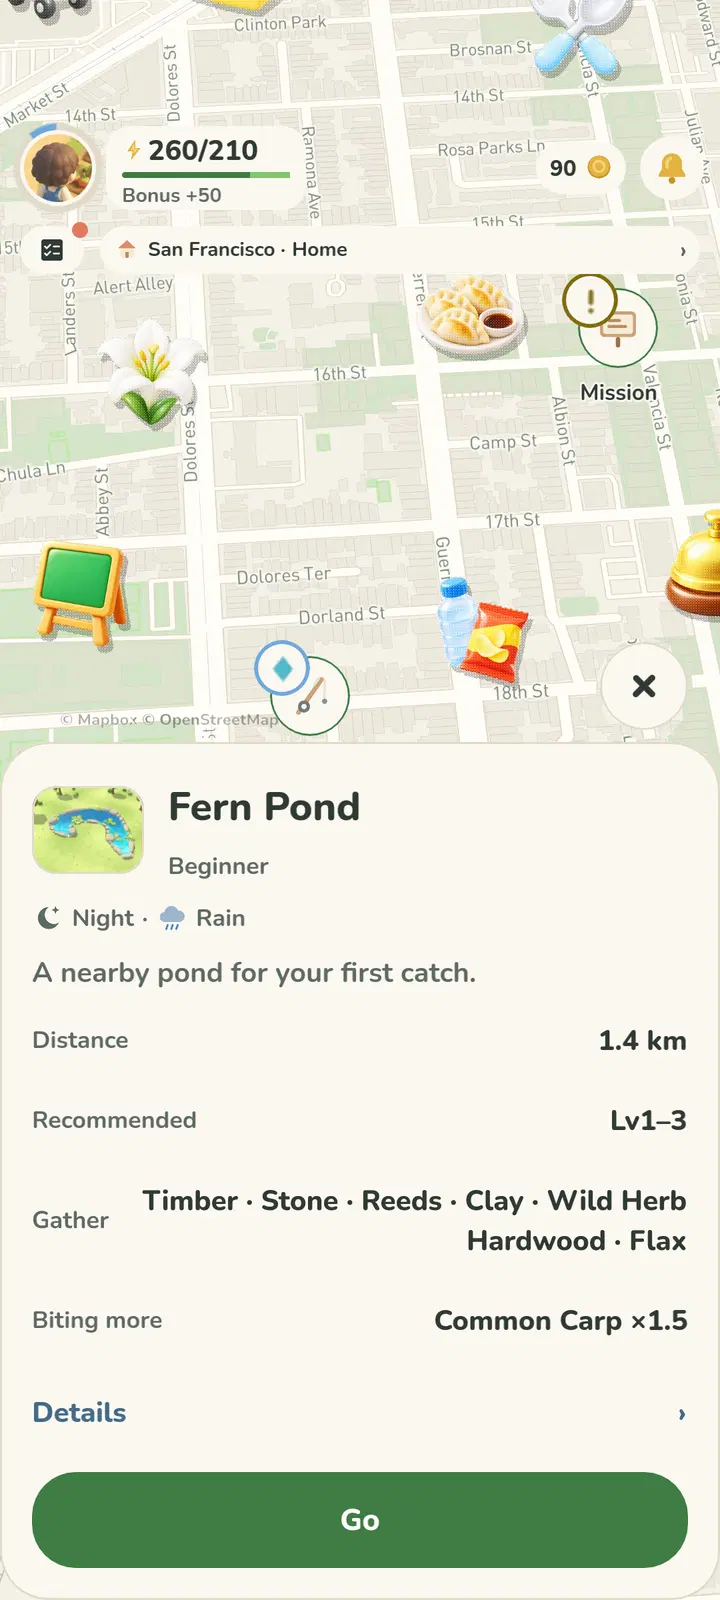 Clinton Park
Brosnan St
Market St
14th St
14th St
Dolores St
Ramona Ave
Rosa Parks Ln
15th St
260/210
Bonus +50
90
San Francisco · Home
›
Landers St
Alert Alley
16th St
Mission
Valencia St
Albion St
Camp St
Dolores St
Chula Ln
Abbey St
17th St
Dolores Ter
Dorland St
18th St
© Mapbox © OpenStreetMap
Fern Pond
Beginner
Night · Rain
A nearby pond for your first catch.
Distance 1.4 km
Recommended Lv1–3
Gather Timber · Stone · Reeds · Clay · Wild Herb
Hardwood · Flax
Biting more Common Carp ×1.5
Details ›
Go